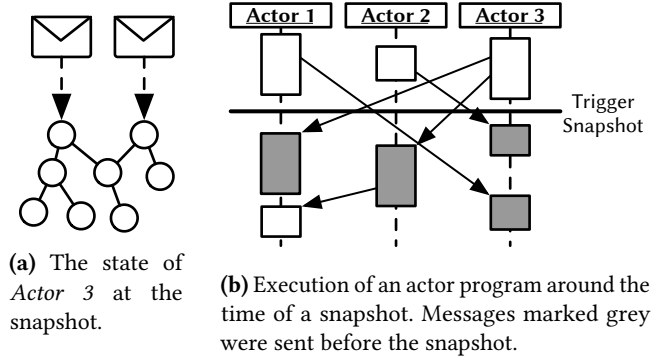 Actor 1 Actor 2 Actor 3
Trigger
Snapshot
(a) The state of
Actor 3 at the
snapshot.
(b) Execution of an actor program around the
time of a snapshot. Messages marked grey
were sent before the snapshot.